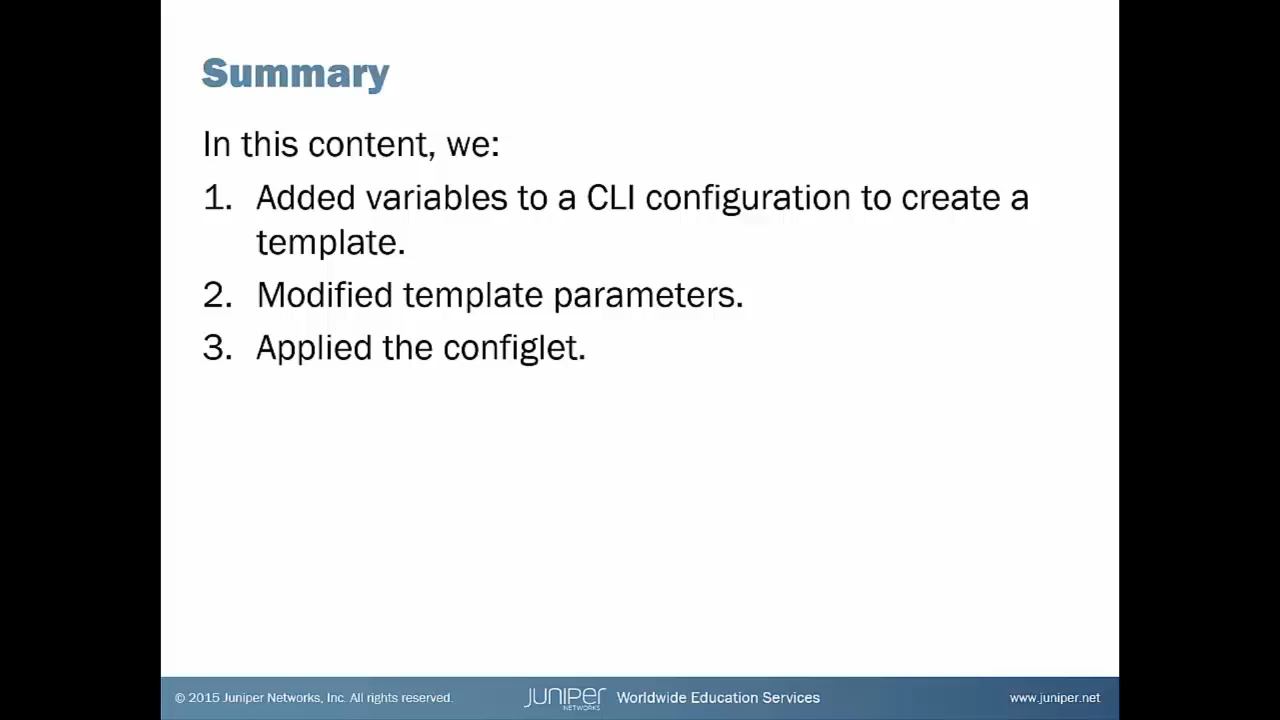 Summary
In this content, we:
1. Added variables to a CLI configuration to create a
template.
2. Modified template parameters.
3. Applied the configlet.
© 2015 Juniper Networks, Inc. All rights reserved.
JUNIPER
NETWORKS
Worldwide Education Services
www.juniper.net